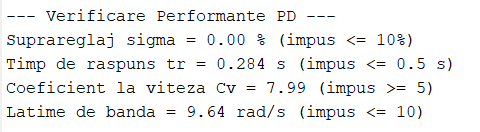 --- Verificare Performante PD ---
Suprareglaj sigma = 0.00 % (impus <= 10%)
Timp de raspuns tr = 0.284 s (impus <= 0.5 s)
Coeficient la viteza Cv = 7.99 (impus >= 5)
Latime de banda = 9.64 rad/s (impus <= 10)